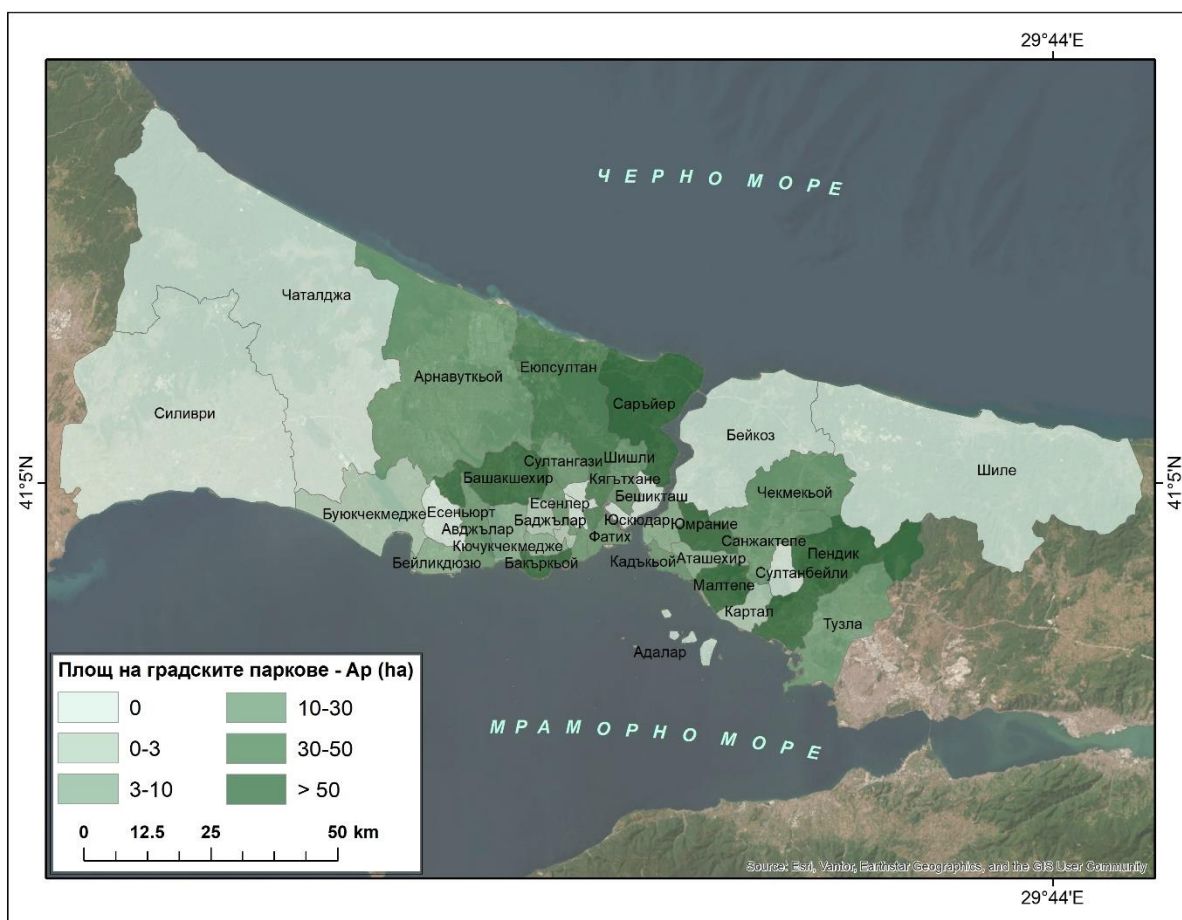 29°44'E
ЧЕРНО МОРЕ
Чаталджа
Арнавуткьой
Еюпсултан
Саръйер
Силиври
Бейкоз
Шиле
41°5'N
41°5'N
Султангази
Шишли
Башакшехир
Кягътхане
Чекмекьой
Бешикташ
Есенлер
Буюкчекмедже
Есеньюрт
Баджълар
Юскюдар
Юмрание
Авджълар
Фатих
Санжактепе
Кючукчекмедже
Пендик
Бейликдюзю
Бакъркьой
Кадъкьой
Аташехир
Султанбейли
Малтепе
Картал
Тузла
Адалар
МРАМОРНО МОРЕ
Площ на градските паркове - Ap (ha)
0
10-30
0-3
30-50
3-10
> 50
0 12.5 25 50 km
Source: Esri, Vantor, Earthstar Geographics, and the GIS User Community
29°44'E